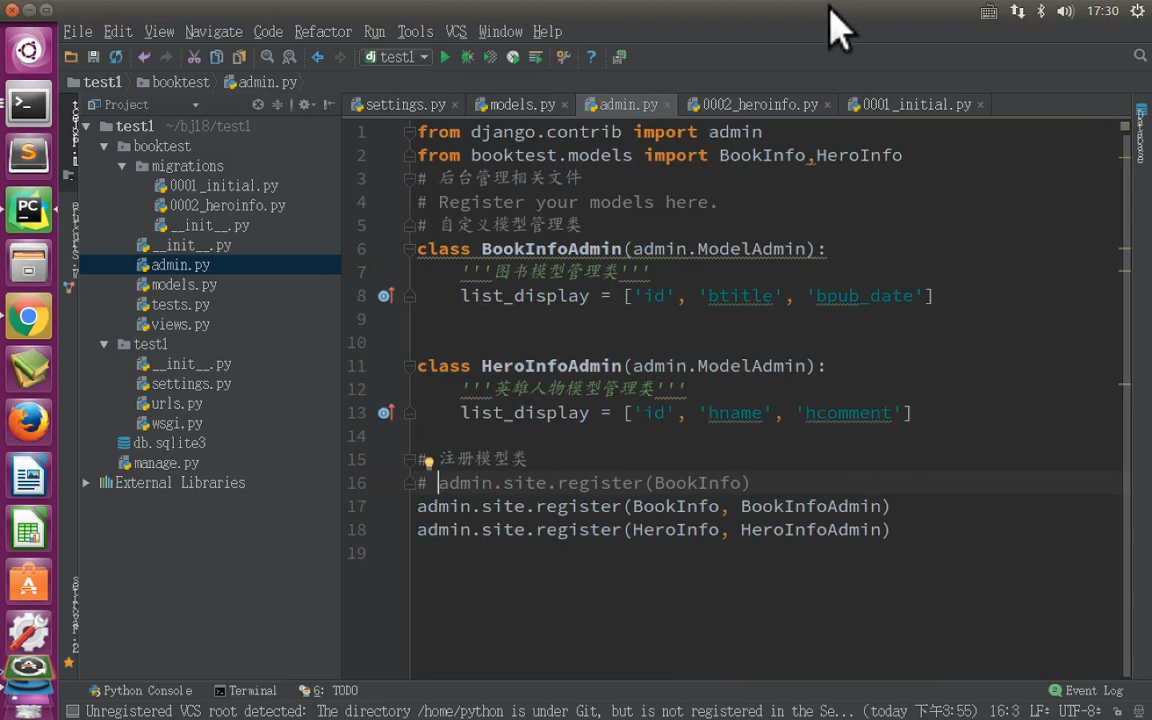 17:30
File Edit View Navigate Code Refactor Run Tools VCS Window Help
test1
test1 booktest admin.py
Project
settings.py models.py admin.py 0002_heroinfo.py 0001_initial.py
test1 ~/bj18/test1
booktest
migrations
0001_initial.py
0002_heroinfo.py
__init__.py
__init__.py
admin.py
models.py
tests.py
views.py
test1
__init__.py
settings.py
urls.py
wsgi.py
db.sqlite3
manage.py
External Libraries
1 from django.contrib import admin
2 from booktest.models import BookInfo,HeroInfo
3 # 后台管理相关文件
4 # Register your models here.
5 # 自定义模型管理类
6 class BookInfoAdmin(admin.ModelAdmin):
7 '''图书模型管理类'''
8 list_display = ['id', 'btitle', 'bpub_date']
9
10
11 class HeroInfoAdmin(admin.ModelAdmin):
12 '''英雄人物模型管理类'''
13 list_display = ['id', 'hname', 'hcomment']
14
15 # 注册模型类
16 # admin.site.register(BookInfo)
17 admin.site.register(BookInfo, BookInfoAdmin)
18 admin.site.register(HeroInfo, HeroInfoAdmin)
19
Python Console Terminal 6: TODO Event Log
Unregistered VCS root detected: The directory /home/python is under Git, but is not registered in the Se... (today 下午3:55) 16:3 LF÷ UTF-8÷